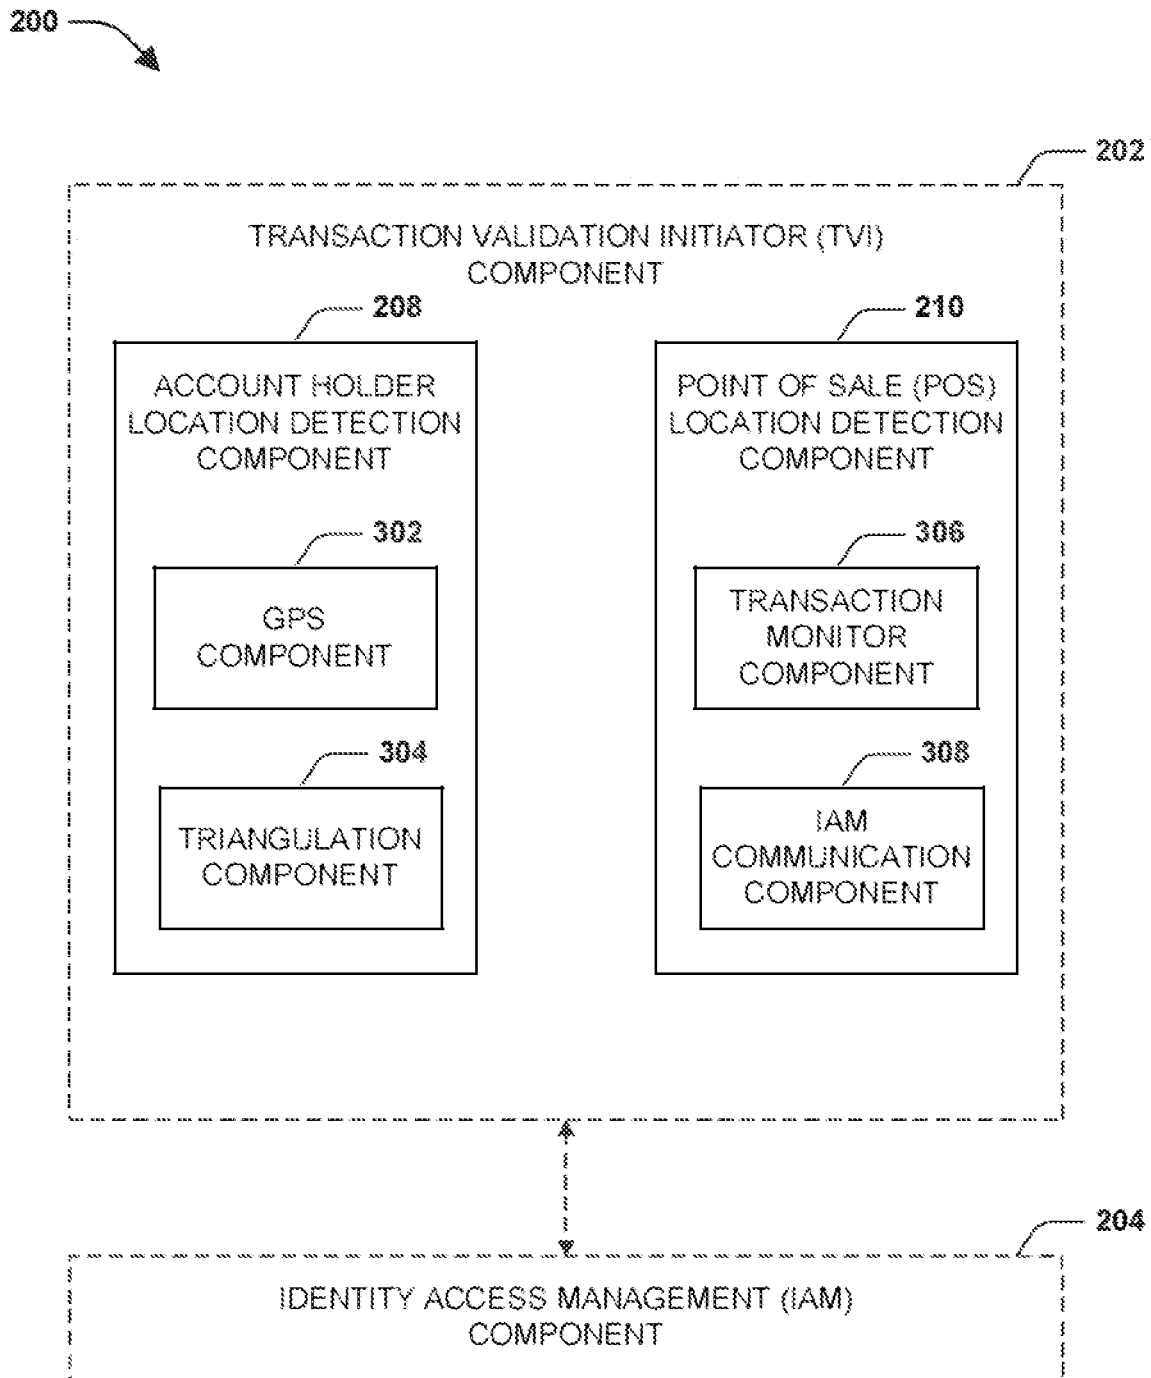 200
202
TRANSACTION VALIDATION INITIATOR (TVI)
COMPONENT
208
ACCOUNT HOLDER
LOCATION DETECTION
COMPONENT
302
GPS
COMPONENT
304
TRIANGULATION
COMPONENT
210
POINT OF SALE (POS)
LOCATION DETECTION
COMPONENT
306
TRANSACTION
MONITOR
COMPONENT
308
IAM
COMMUNICATION
COMPONENT
204
IDENTITY ACCESS MANAGEMENT (IAM)
COMPONENT